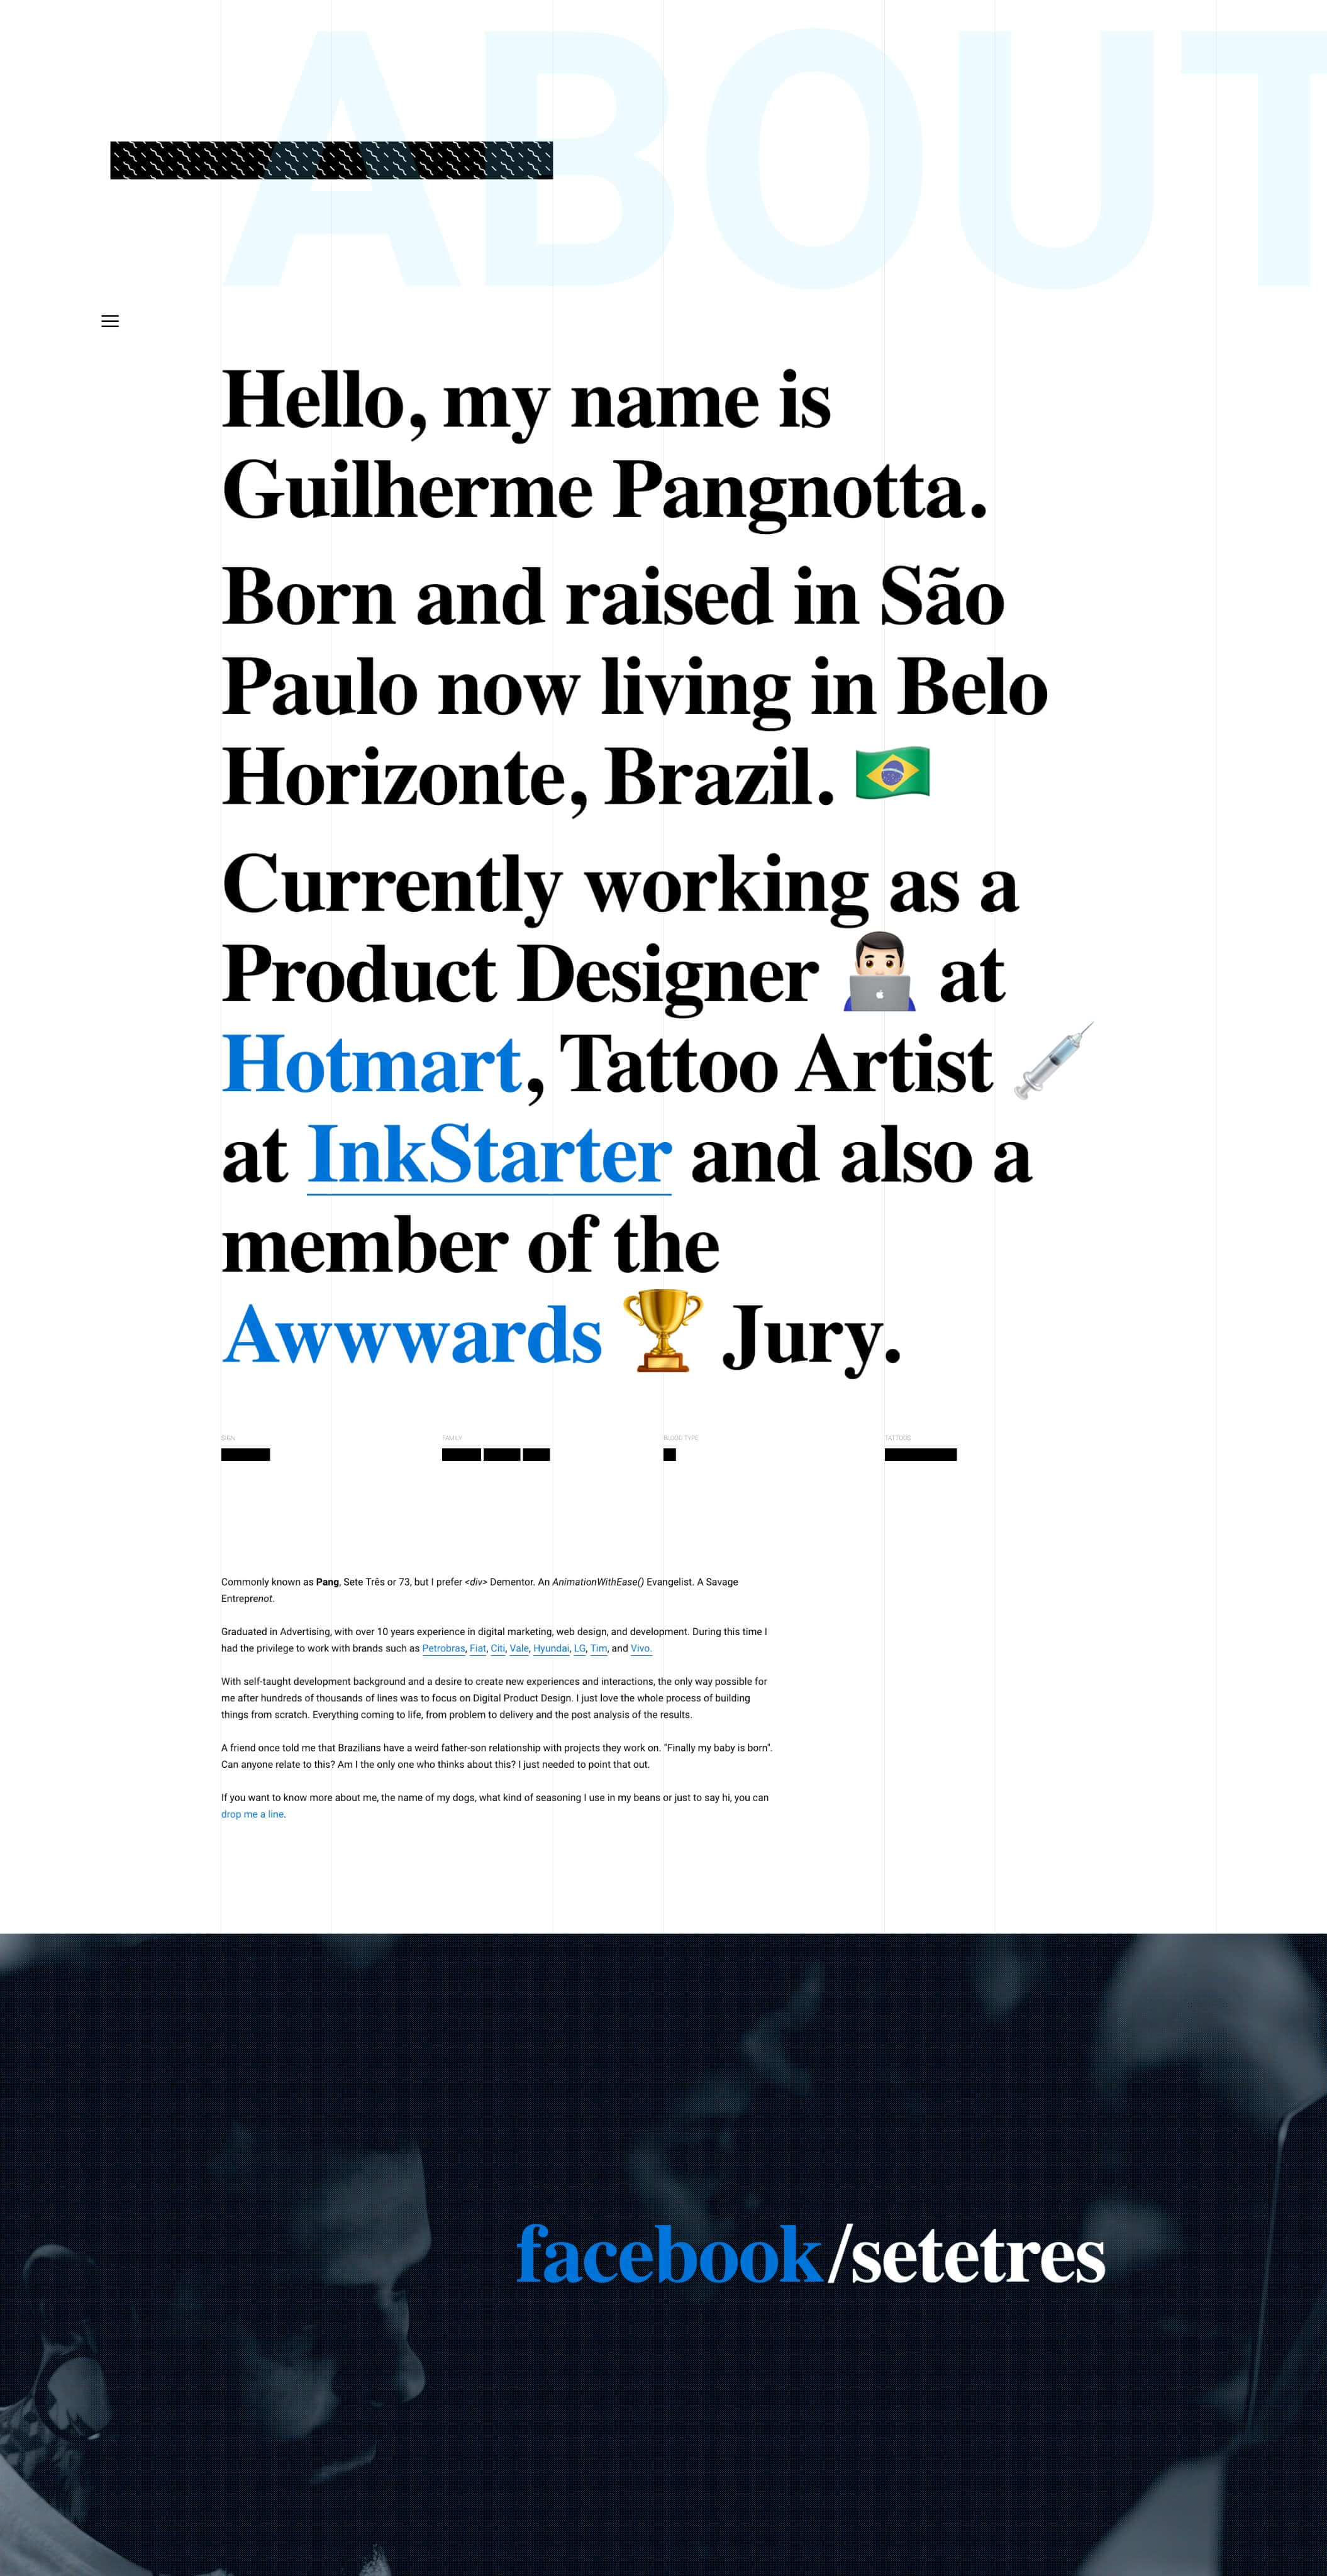 ABOUT
Hello, my name is
Guilherme Pangnotta.
Born and raised in São
Paulo now living in Belo
Horizonte, Brazil. 🇧🇷
Currently working as a
Product Designer 👨🏻‍💻 at
Hotmart, Tattoo Artist 💉
at InkStarter and also a
member of the
Awwwards 🏆 Jury.
SIGN
FAMILY
BLOOD TYPE
TATTOOS
Commonly known as Pang, Sete Três or 73, but I prefer <div> Dementor. An AnimationWithEase() Evangelist. A Savage
Entreprenot.
Graduated in Advertising, with over 10 years experience in digital marketing, web design, and development. During this time I
had the privilege to work with brands such as Petrobras, Fiat, Citi, Vale, Hyundai, LG, Tim, and Vivo.
With self-taught development background and a desire to create new experiences and interactions, the only way possible for
me after hundreds of thousands of lines was to focus on Digital Product Design. I just love the whole process of building
things from scratch. Everything coming to life, from problem to delivery and the post analysis of the results.
A friend once told me that Brazilians have a weird father-son relationship with projects they work on. "Finally my baby is born".
Can anyone relate to this? Am I the only one who thinks about this? I just needed to point that out.
If you want to know more about me, the name of my dogs, what kind of seasoning I use in my beans or just to say hi, you can
drop me a line.
facebook/setetres